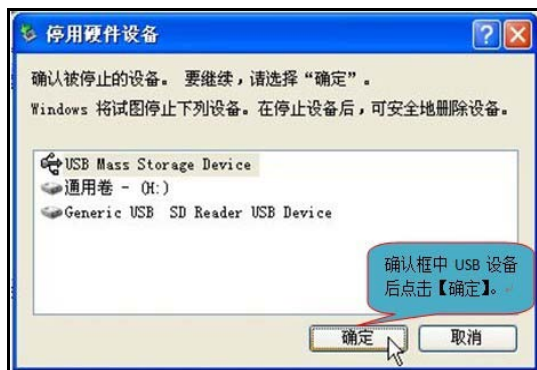 停用硬件设备
确认被停止的设备。 要继续，请选择“确定”。
Windows 将试图停止下列设备。在停止设备后，可安全地删除设备。
USB Mass Storage Device
通用卷 - (H:)
Generic USB SD Reader USB Device
确认框中 USB 设备
后点击【确定】。
确定
取消